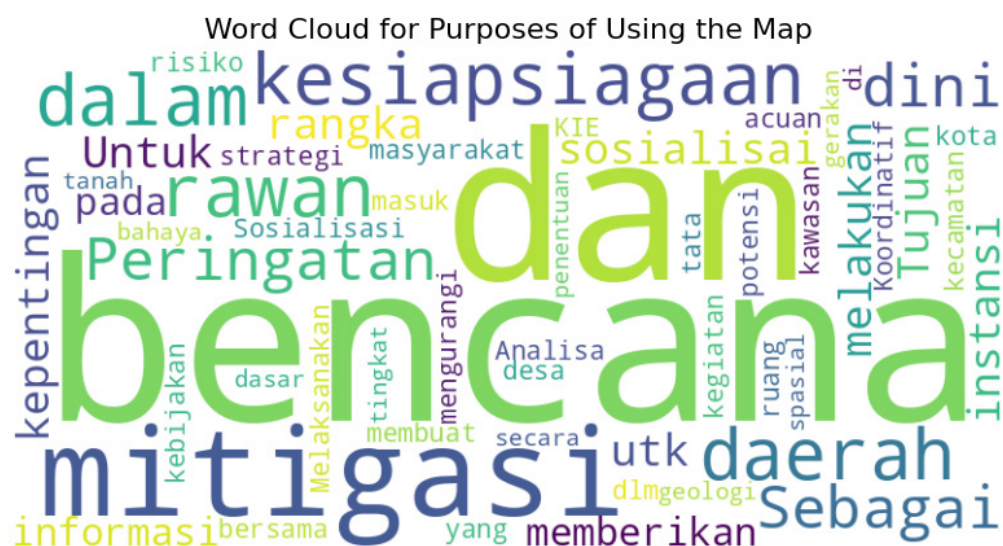 Word Cloud for Purposes of Using the Map
risiko
kesiapsiagaan
di
dini
dalam
rangka
KIE
acuan
gerakan
Untuk
strategi
masyarakat
sosialisai
melakukan
Koordinatif
Tujuan
kota
tanah
pada
rawan
masuk
dan
penentuan
tata
potensi
kawasan
kecamatan
bahaya
Sosialisasi
kepentingan
Peringatan
instansi
bencana
mengurangi
Analisa
desa
kegiatan
ruang
spasial
kebijakan
dasar
Melaksanakan
tingkat
membuat
secara
mitigasi
utk
daerah
dlm
geologi
Sebagai
informasi
bersama
yang
memberikan